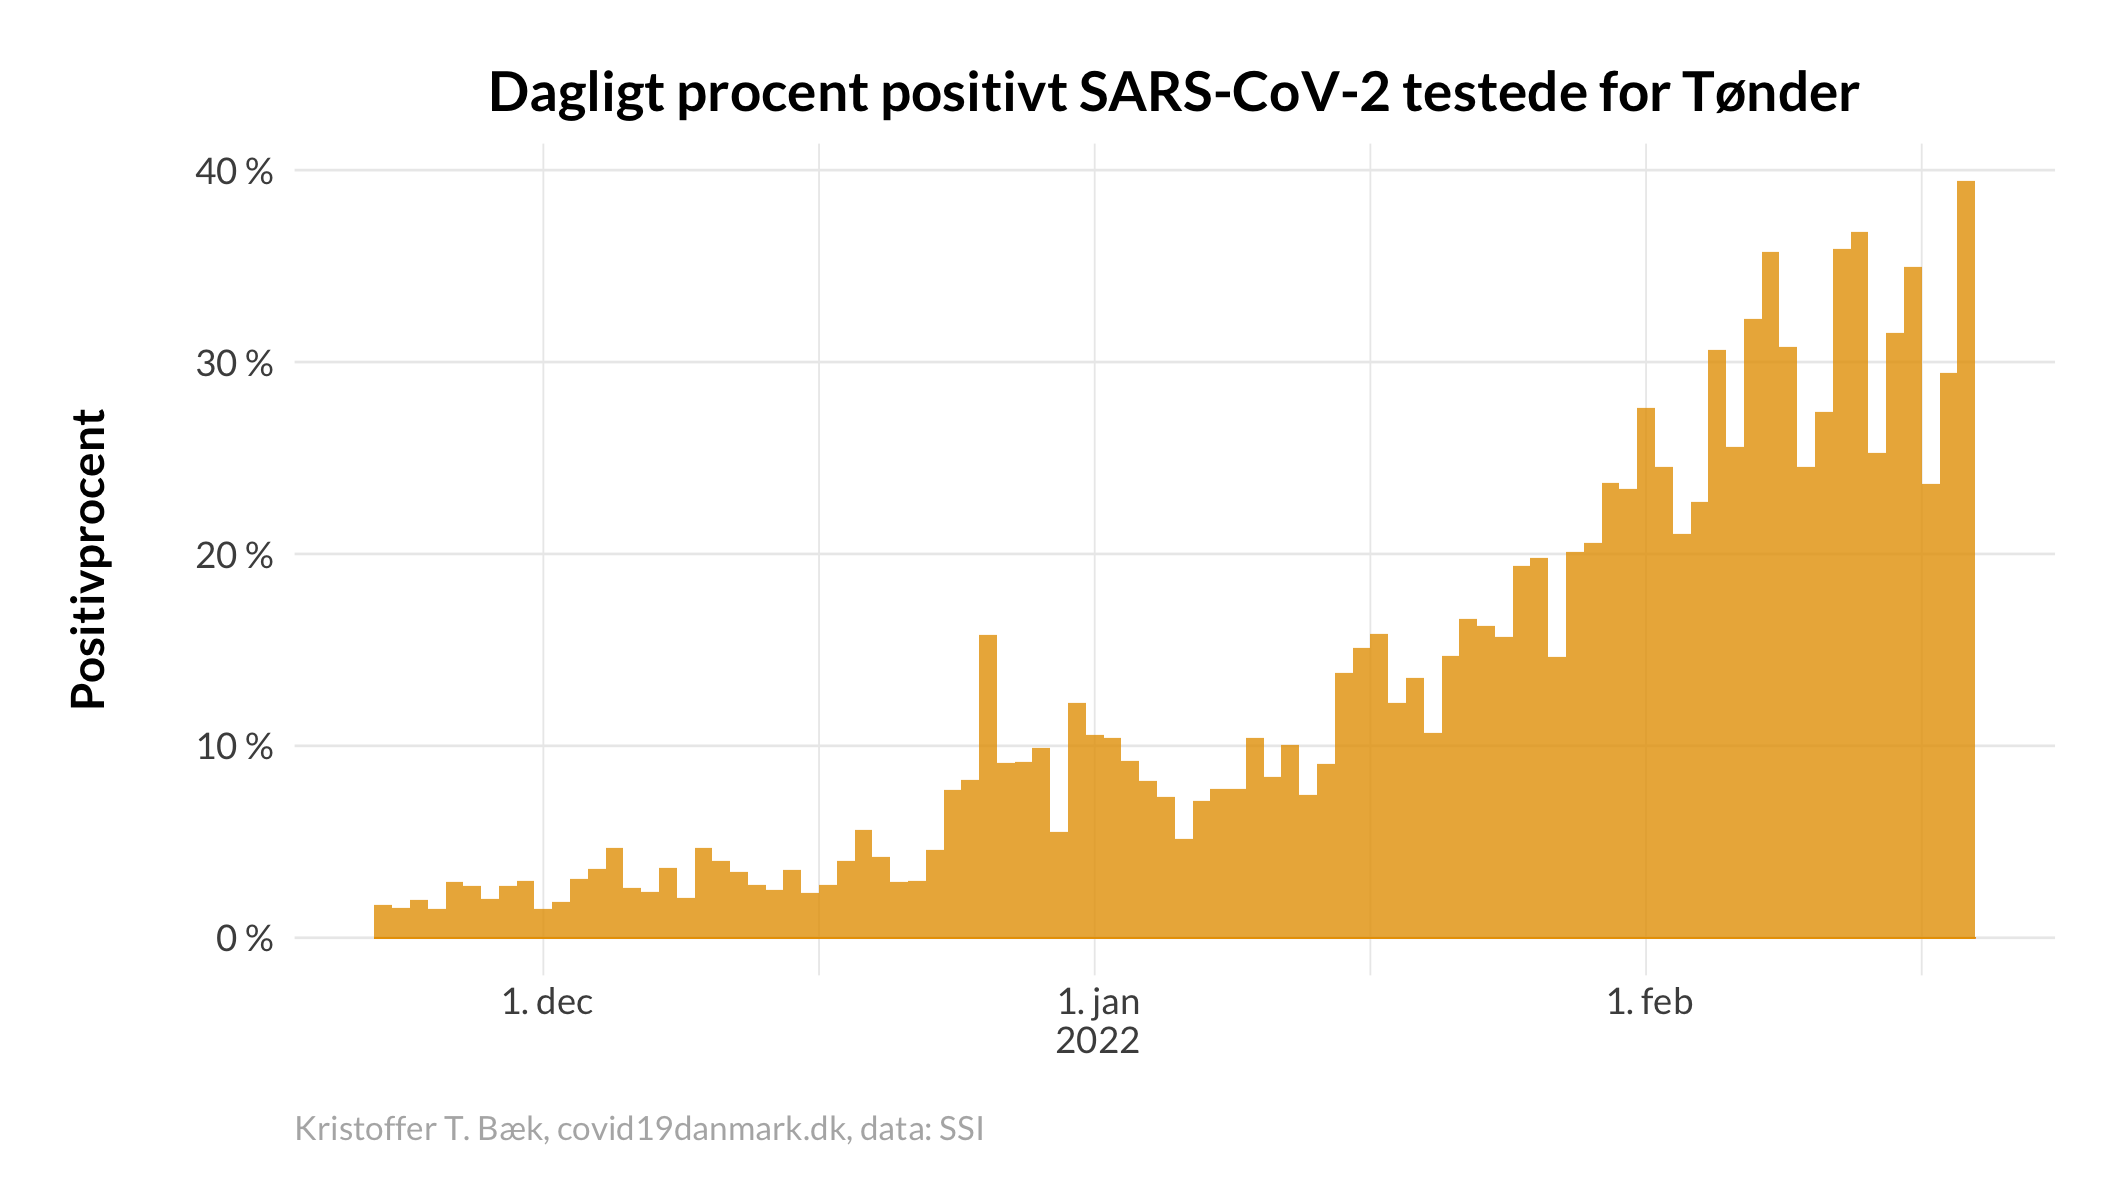 Dagligt procent positivt SARS-CoV-2 testede for Tønder
Positivprocent
40 %
30 %
20 %
10 %
0 %
1. dec
1. jan
2022
1. feb
Kristoffer T. Bæk, covid19danmark.dk, data: SSI